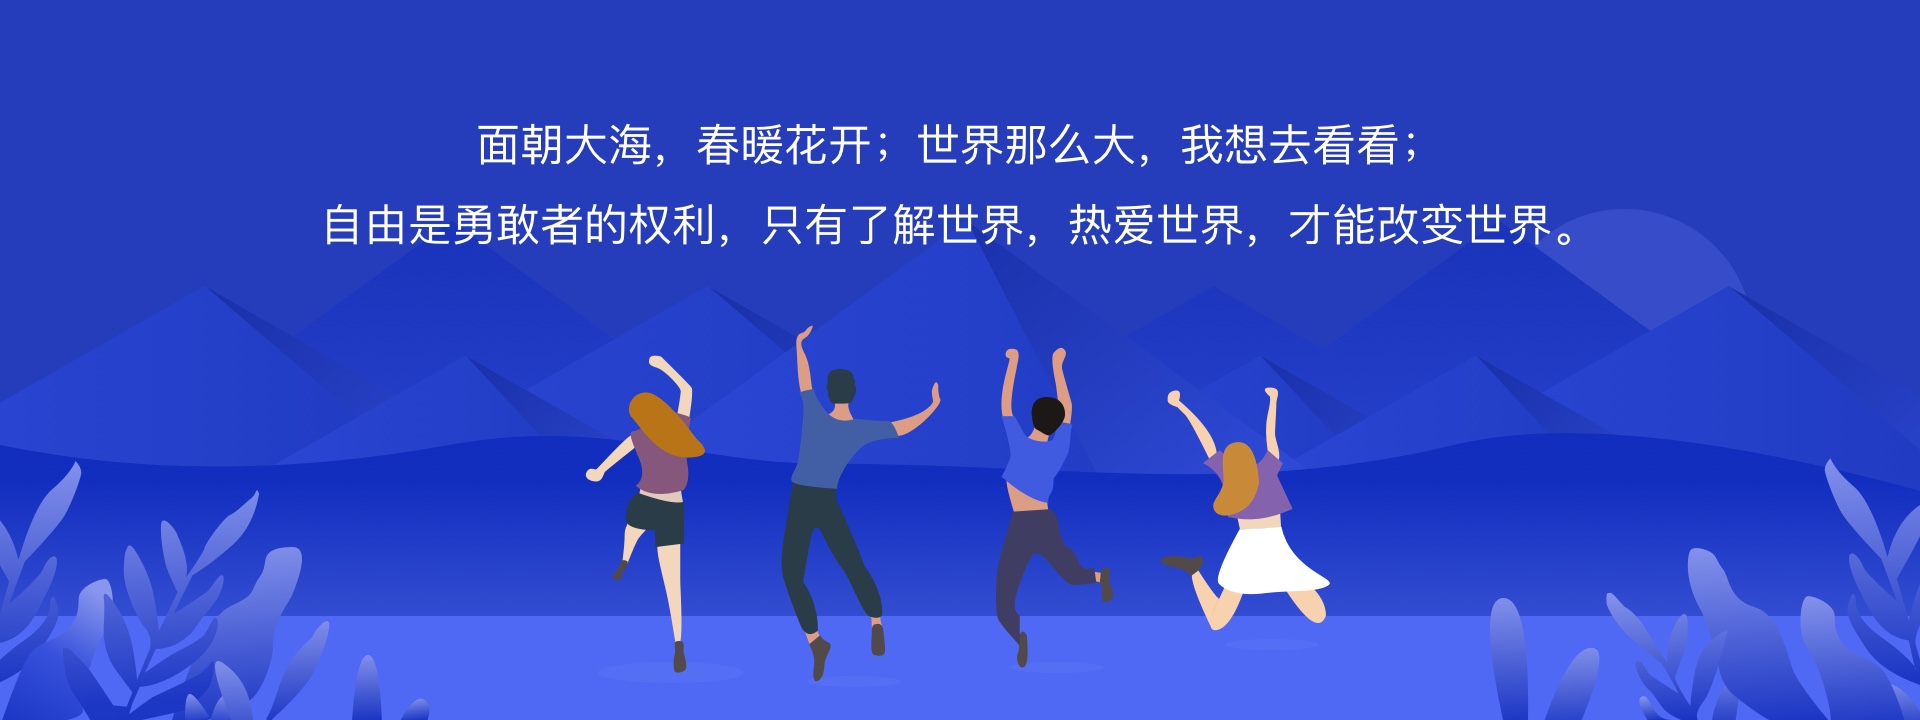 面朝大海，春暖花开；世界那么大，我想去看看；
自由是勇敢者的权利，只有了解世界，热爱世界，才能改变世界。